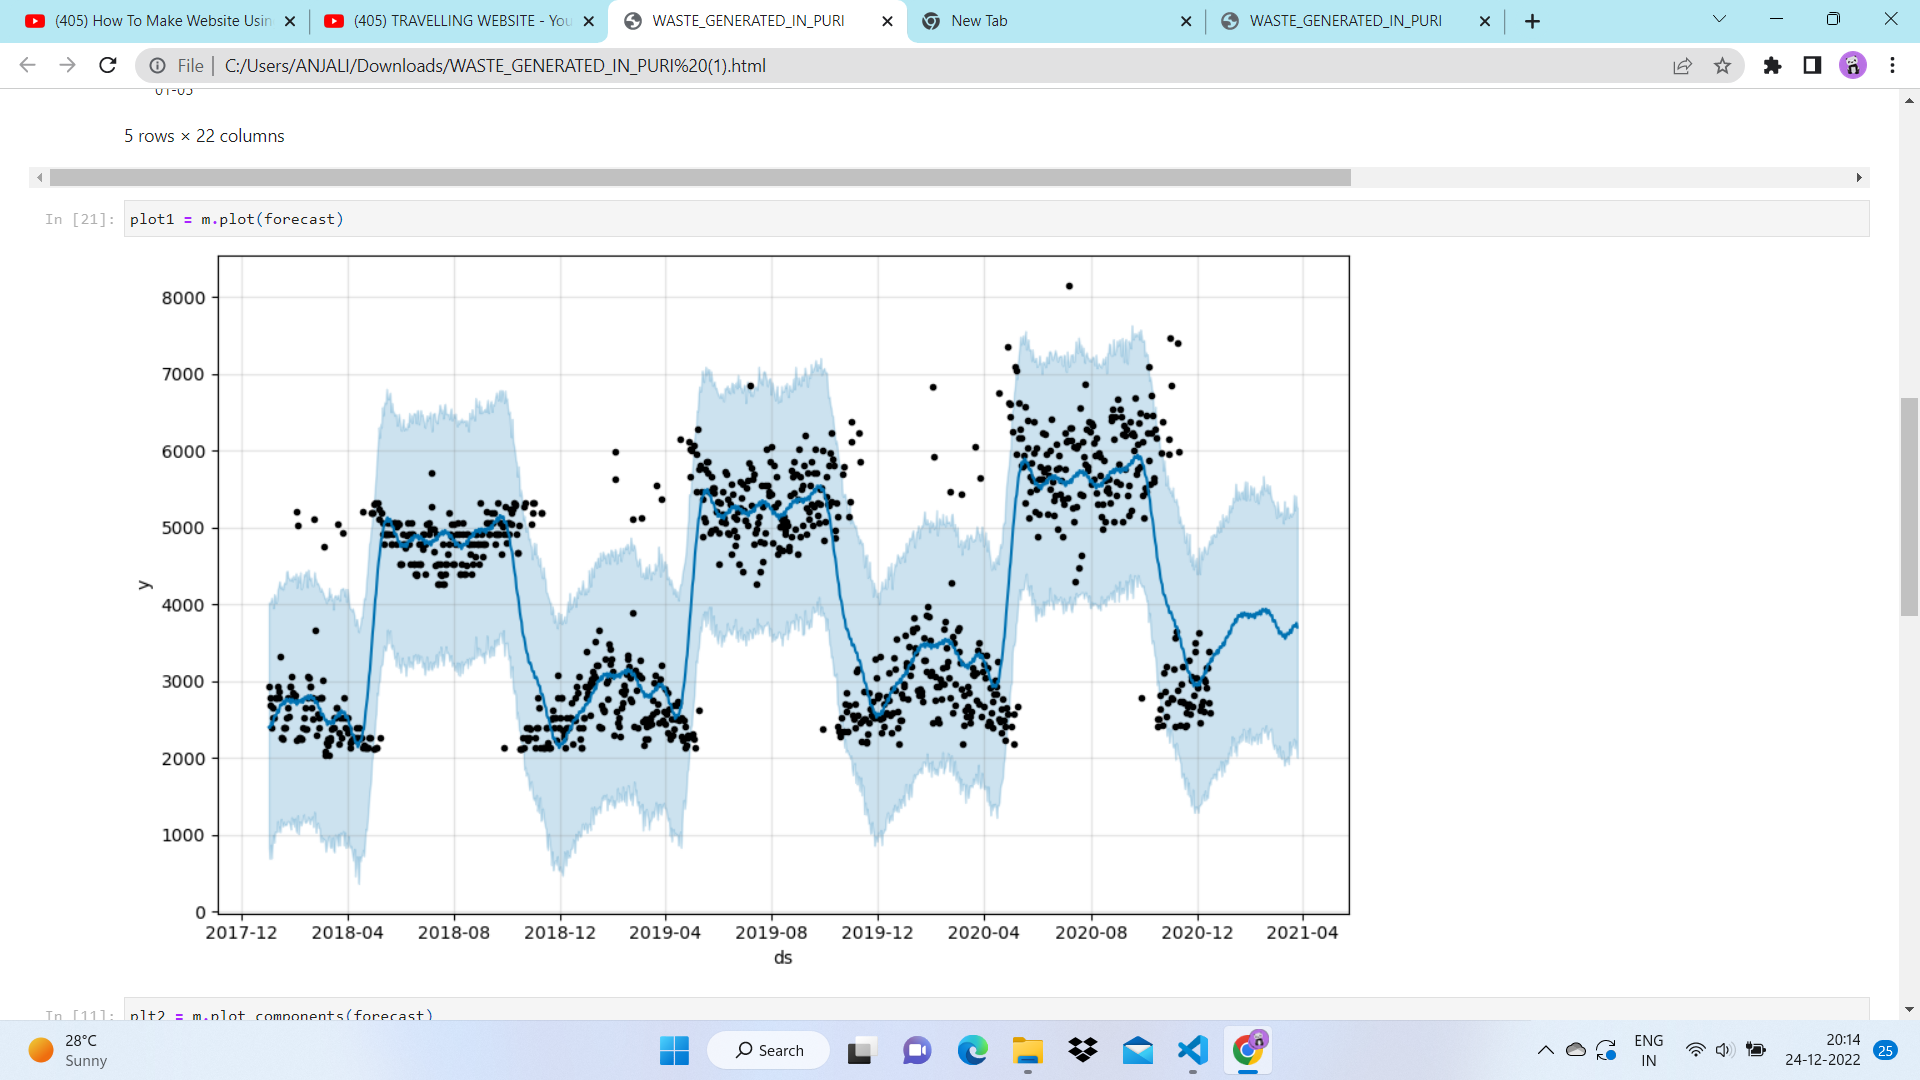 (405) How To Make Website Usin
(405) TRAVELLING WEBSITE - You
WASTE_GENERATED_IN_PURI
New Tab
WASTE_GENERATED_IN_PURI
File | C:/Users/ANJALI/Downloads/WASTE_GENERATED_IN_PURI%20(1).html
01-05
5 rows × 22 columns
In [21]: plot1 = m.plot(forecast)
8000
7000
6000
5000
4000
3000
2000
1000
0
y
2017-12 2018-04 2018-08 2018-12 2019-04 2019-08 2019-12 2020-04 2020-08 2020-12 2021-04
ds
In [11]: plt2 = m.plot_components(forecast)
28°C
Sunny
Search
ENG
IN
20:14
24-12-2022
25